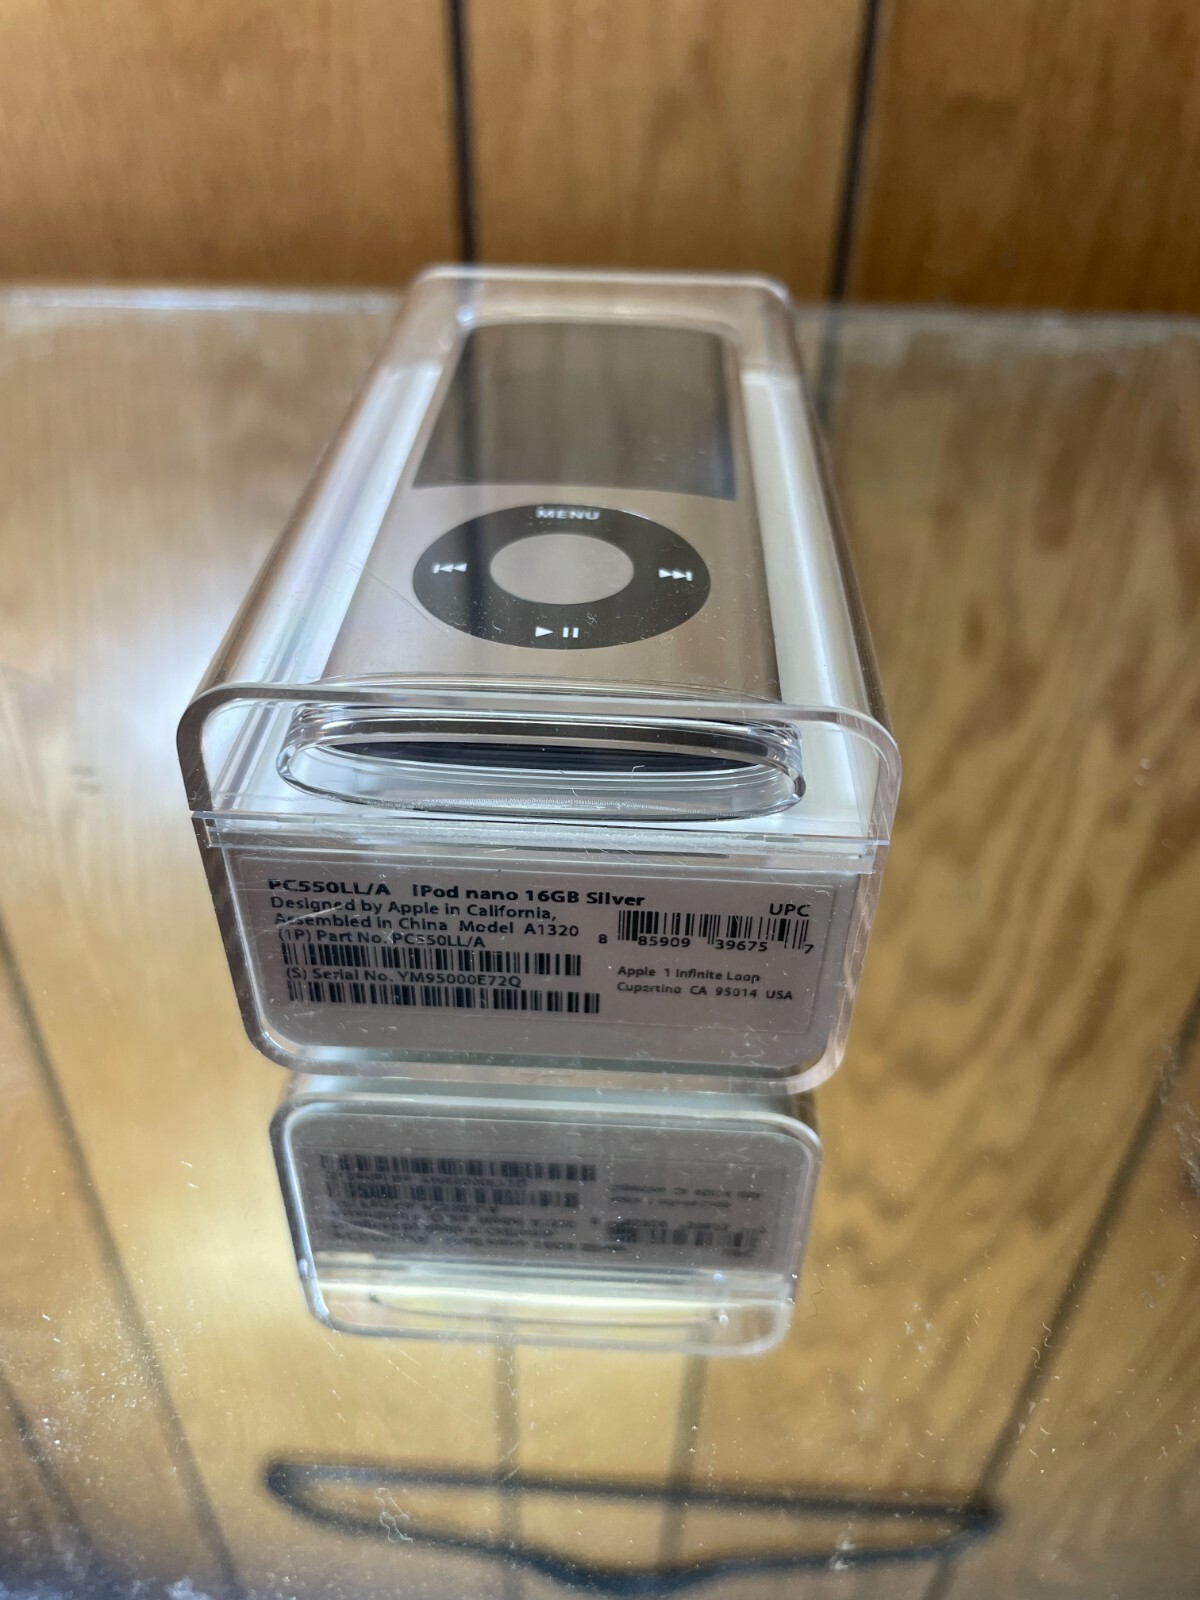 MENU
PC550LL/A iPod nano 16GB Silver
Designed by Apple in California,
Assembled in China Model A1320
(1P) Part No. PC550LL/A
(S) Serial No. YM95000E72Q
UPC
8 85909 39675 7
Apple 1 Infinite Loop
Cupertino CA 95014 USA